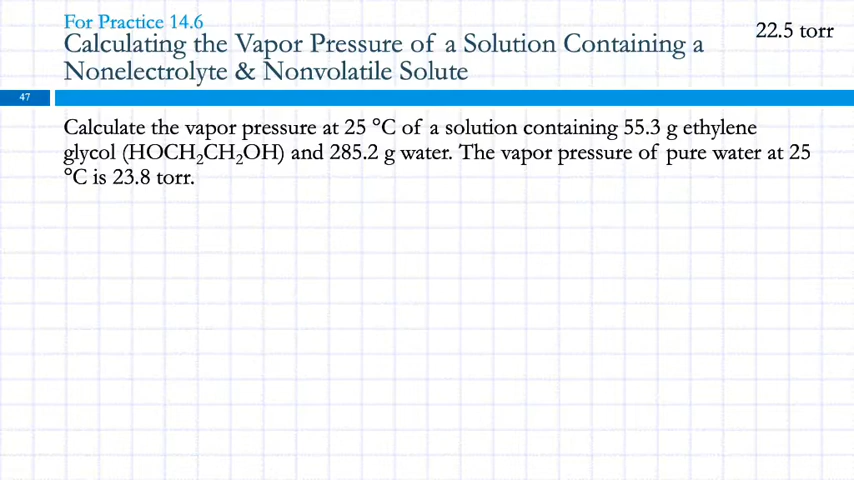 For Practice 14.6
22.5 torr
Calculating the Vapor Pressure of a Solution Containing a
Nonelectrolyte & Nonvolatile Solute
47
Calculate the vapor pressure at 25 °C of a solution containing 55.3 g ethylene
glycol (HOCH₂CH₂OH) and 285.2 g water. The vapor pressure of pure water at 25
°C is 23.8 torr.